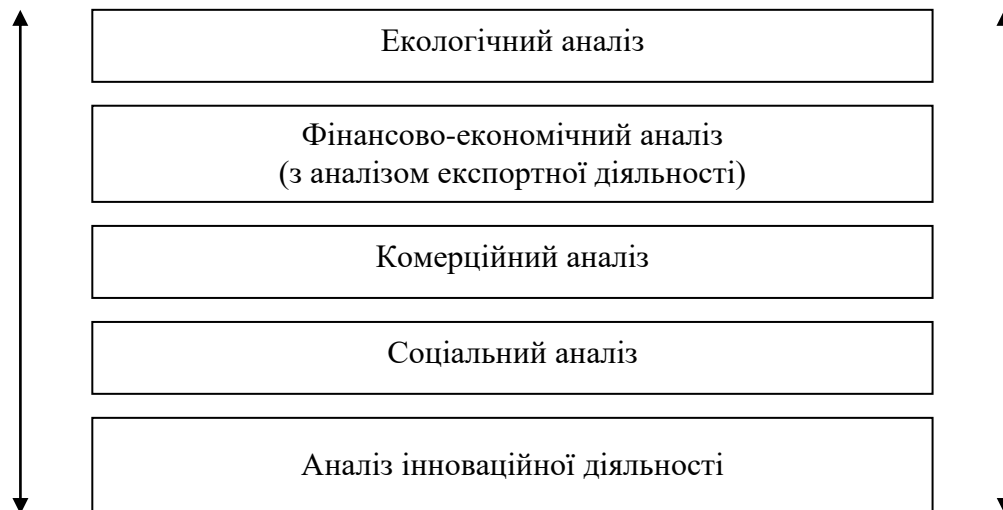 Екологічний аналіз
Фінансово-економічний аналіз
(з аналізом експортної діяльності)
Комерційний аналіз
Соціальний аналіз
Аналіз інноваційної діяльності